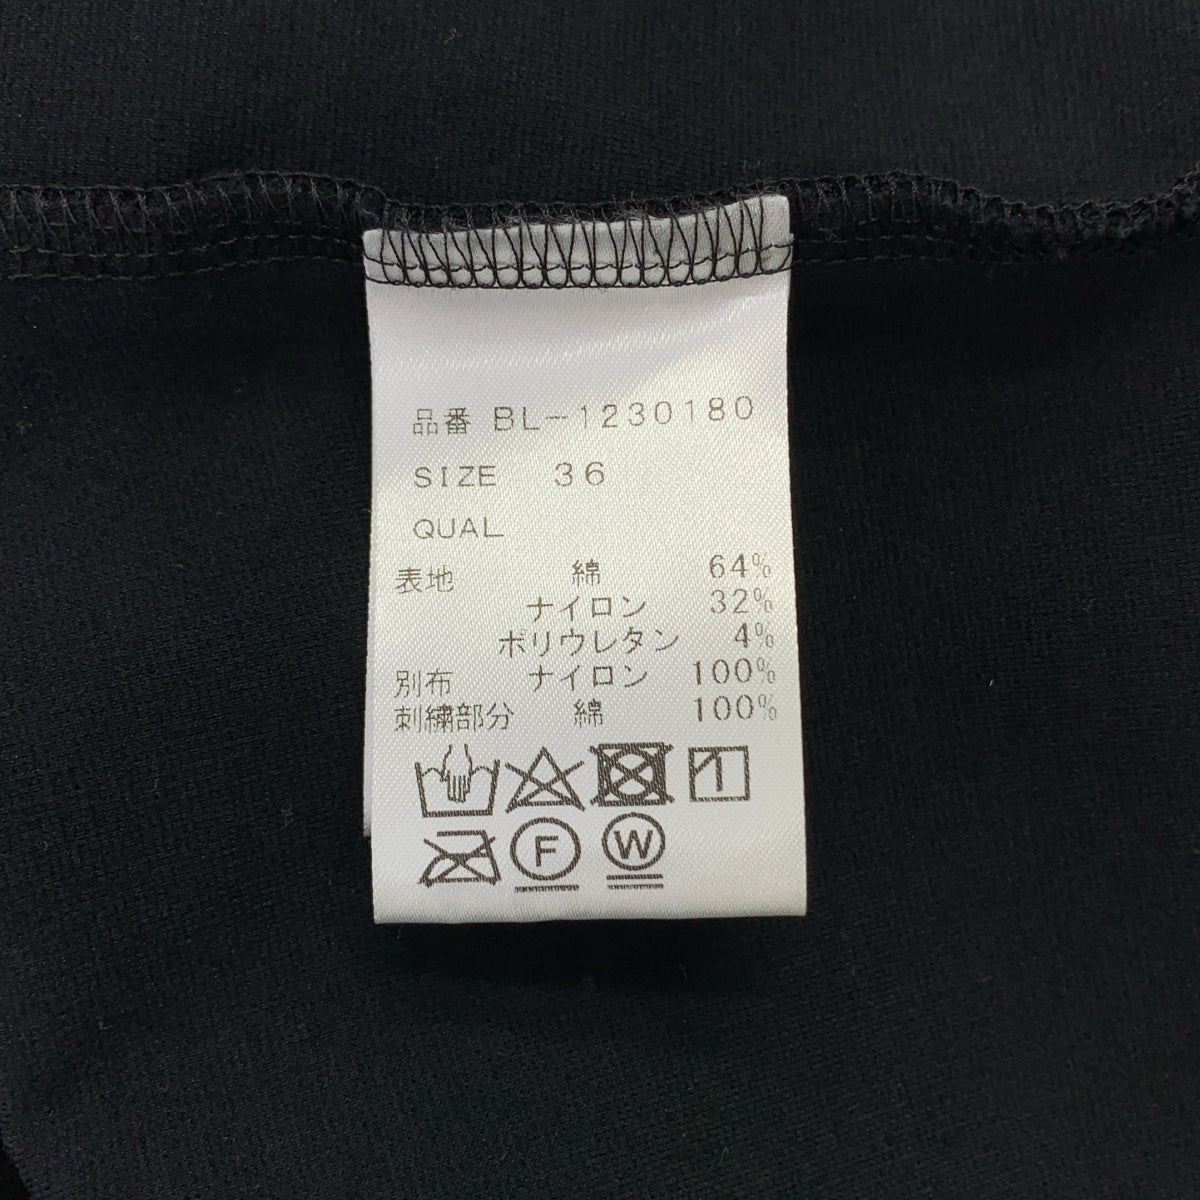 品番 BL-1230180
SIZE 36
QUAL
表地 綿 64%
ナイロン 32%
ポリウレタン 4%
別布 ナイロン 100%
刺繍部分 綿 100%
F W